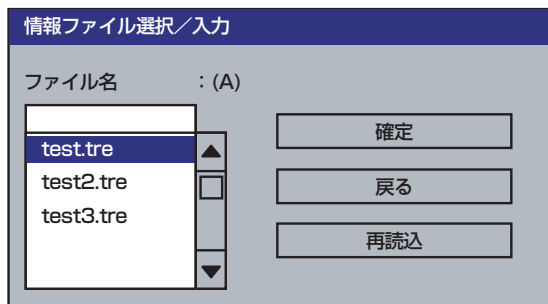 情報ファイル選択／入力
ファイル名　：(A)
test.tre
test2.tre
test3.tre
確定
戻る
再読込